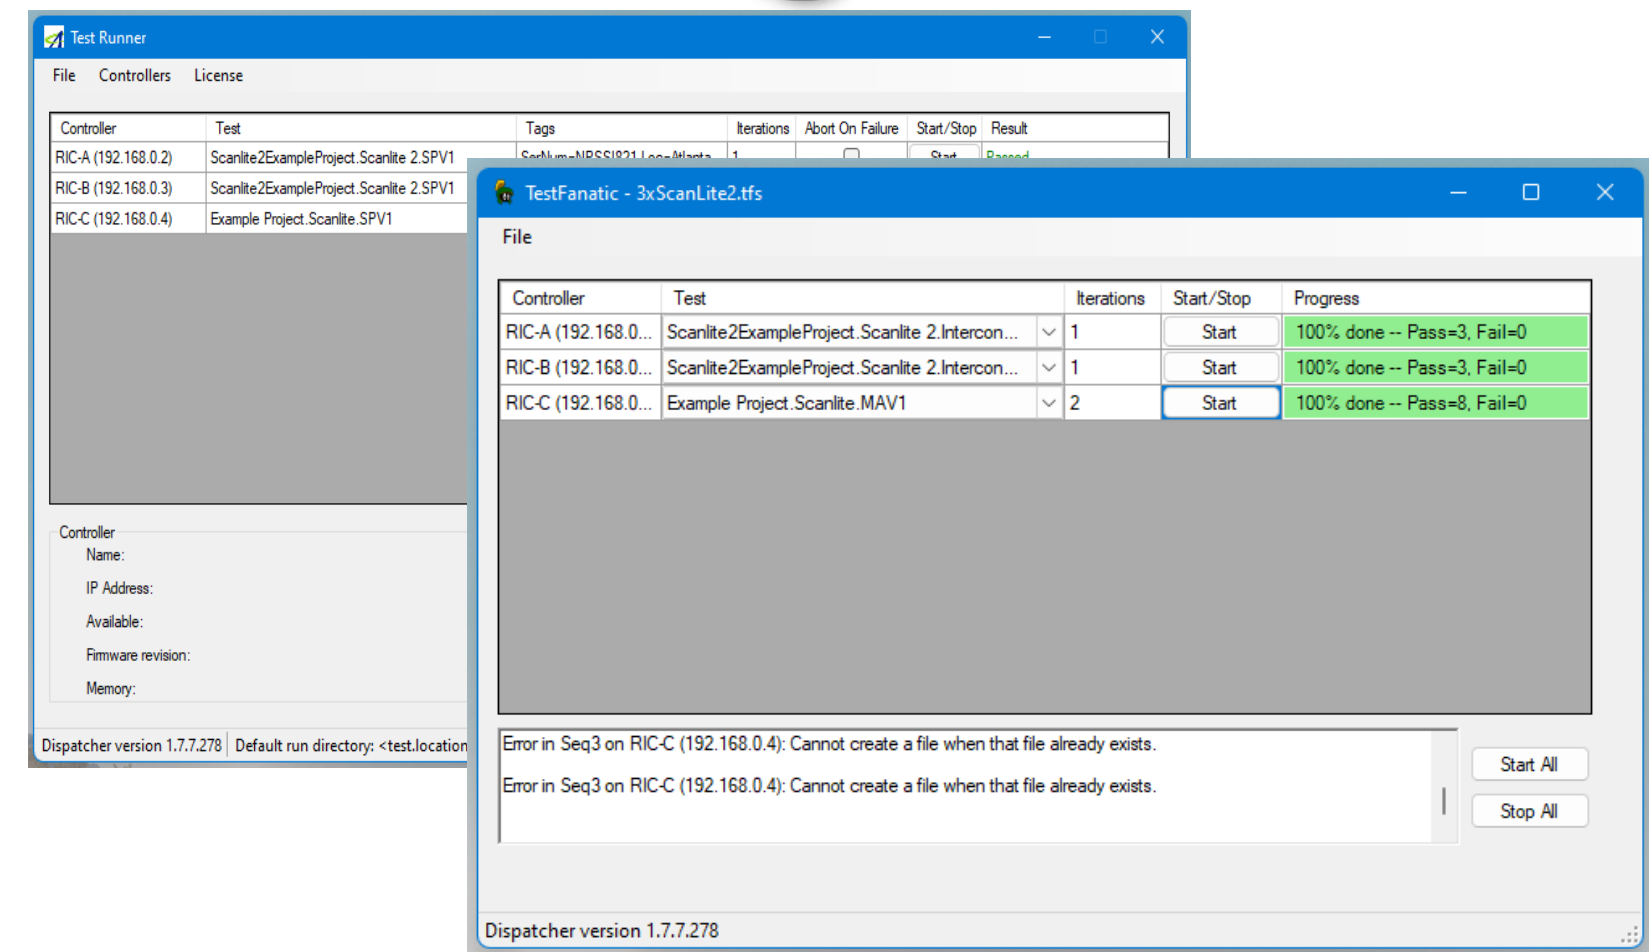 Test Runner
File Controllers License
Controller Test Tags Iterations Abort On Failure Start/Stop Result
RIC-A (192.168.0.2) Scanlite2ExampleProject.Scanlite 2.SPV1 1 Start Passed
RIC-B (192.168.0.3) Scanlite2ExampleProject.Scanlite 2.SPV1
RIC-C (192.168.0.4) Example Project.Scanlite.SPV1
Controller
Name:
IP Address:
Available:
Firmware revision:
Memory:
Dispatcher version 1.7.7.278 Default run directory: <test.location
TestFanatic - 3xScanLite2.tfs
File
Controller Test Iterations Start/Stop Progress
RIC-A (192.168.0... Scanlite2ExampleProject.Scanlite 2.Intercon... 1 Start 100% done -- Pass=3, Fail=0
RIC-B (192.168.0... Scanlite2ExampleProject.Scanlite 2.Intercon... 1 Start 100% done -- Pass=3, Fail=0
RIC-C (192.168.0... Example Project.Scanlite.MAV1 2 Start 100% done -- Pass=8, Fail=0
Error in Seq3 on RIC-C (192.168.0.4): Cannot create a file when that file already exists.
Error in Seq3 on RIC-C (192.168.0.4): Cannot create a file when that file already exists.
Start All
Stop All
Dispatcher version 1.7.7.278